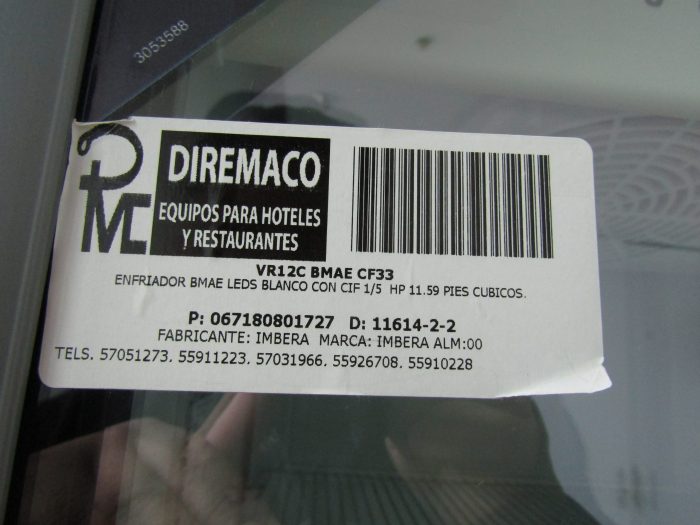 3053588
DIREMACO
EQUIPOS PARA HOTELES
Y RESTAURANTES
VR12C BMAE CF33
ENFRIADOR BMAE LEDS BLANCO CON CIF 1/5 HP 11.59 PIES CUBICOS.
P: 067180801727 D: 11614-2-2
FABRICANTE: IMBERA MARCA: IMBERA ALM:00
TELS. 57051273, 55911223, 57031966, 55926708, 55910228